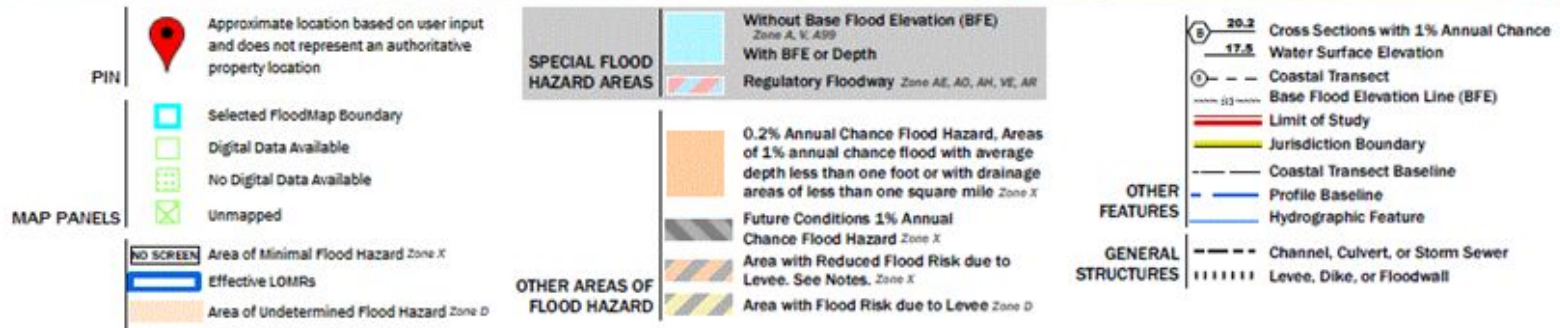 PIN
Approximate location based on user input
and does not represent an authoritative
property location
MAP PANELS
Selected FloodMap Boundary
Digital Data Available
No Digital Data Available
Unmapped
NO SCREEN Area of Minimal Flood Hazard Zone X
Effective LOMRs
Area of Undetermined Flood Hazard Zone D
SPECIAL FLOOD
HAZARD AREAS
Without Base Flood Elevation (BFE)
Zone A, V, A99
With BFE or Depth
Regulatory Floodway Zone AE, AO, AH, VE, AR
OTHER AREAS OF
FLOOD HAZARD
0.2% Annual Chance Flood Hazard, Areas
of 1% annual chance flood with average
depth less than one foot or with drainage
areas of less than one square mile Zone X
Future Conditions 1% Annual
Chance Flood Hazard Zone X
Area with Reduced Flood Risk due to
Levee. See Notes. Zone X
Area with Flood Risk due to Levee Zone D
OTHER
FEATURES
B 20.2 Cross Sections with 1% Annual Chance
17.5 Water Surface Elevation
8 Coastal Transect
513 Base Flood Elevation Line (BFE)
Limit of Study
Jurisdiction Boundary
Coastal Transect Baseline
Profile Baseline
Hydrographic Feature
GENERAL
STRUCTURES
Channel, Culvert, or Storm Sewer
Levee, Dike, or Floodwall